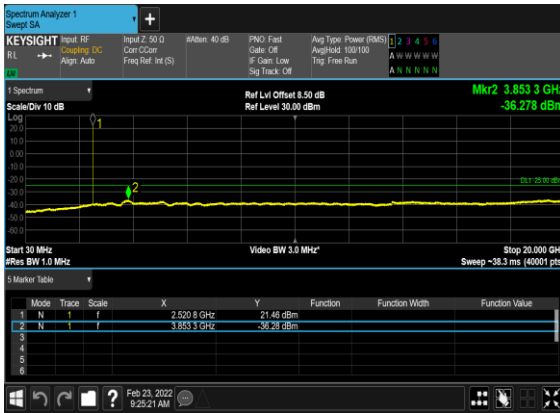 Spectrum Analyzer 1
Swept SA
KEYSIGHT Input: RF Input Z: 50 Ω #Atten: 40 dB PNO: Fast Avg Type: Power (RMS) 1 2 3 4 5 6
RL Coupling: DC Corr CCorr Gate: Off Avg|Hold: 100/100 A W W W W W
Align: Auto Freq Ref: Int (S) IF Gain: Low Trig: Free Run
Sig Track: Off A N N N N N
1 Spectrum Ref Lvl Offset 8.50 dB Mkr2 3.853 3 GHz
Scale/Div 10 dB Ref Level 30.00 dBm -36.278 dBm
Log
1
20.0
10.0
0.00
-10.0
-20.0
DL1 -25.00 dBm
-30.0
2
-40.0
-50.0
-60.0
Start 30 MHz Video BW 3.0 MHz* Stop 20.000 GH
#Res BW 1.0 MHz Sweep ~38.3 ms (40001 pts
5 Marker Table
Mode Trace Scale X Y Function Function Width Function Value
1 N 1 f 2.520 8 GHz 21.46 dBm
2 N 1 f 3.853 3 GHz -36.28 dBm
3
4
5
6
Feb 23, 2022
9:25:21 AM